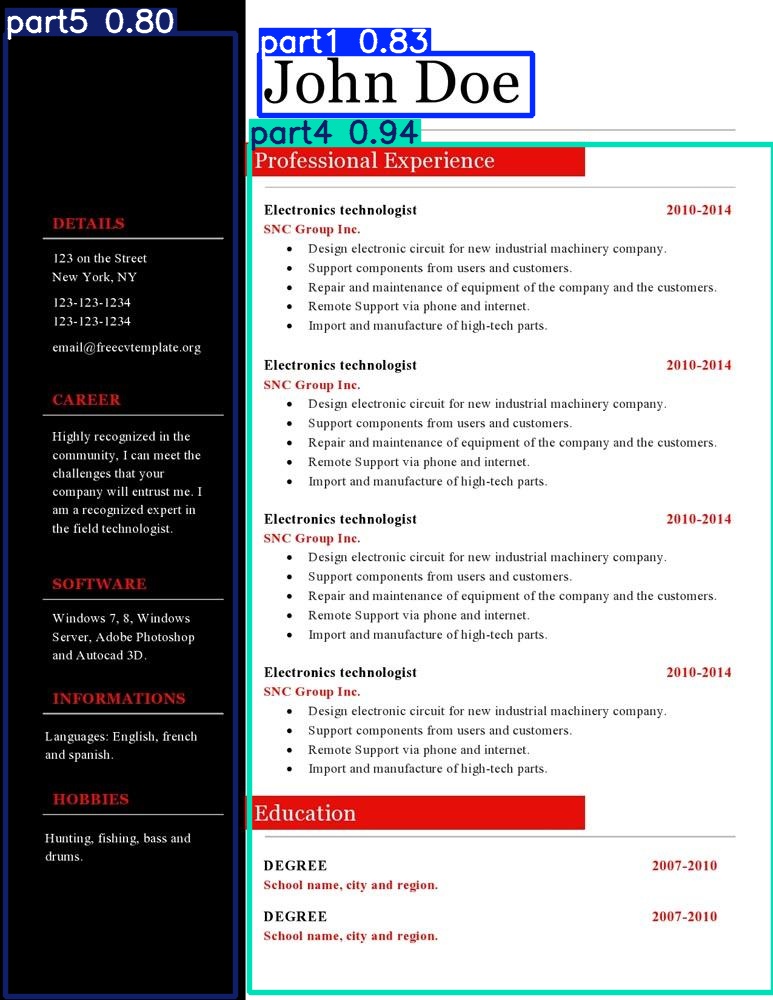 part5 0.80
part1 0.83
John Doe
part4 0.94
DETAILS
123 on the Street
New York, NY
123-123-1234
123-123-1234
email@freecvtemplate.org
CAREER
Highly recognized in the
community, I can meet the
challenges that your
company will entrust me. I
am a recognized expert in
the field technologist.
SOFTWARE
Windows 7, 8, Windows
Server, Adobe Photoshop
and Autocad 3D.
INFORMATIONS
Languages: English, french
and spanish.
HOBBIES
Hunting, fishing, bass and
drums.
Professional Experience
Electronics technologist 2010-2014
SNC Group Inc.
• Design electronic circuit for new industrial machinery company.
• Support components from users and customers.
• Repair and maintenance of equipment of the company and the customers.
• Remote Support via phone and internet.
• Import and manufacture of high-tech parts.
Electronics technologist 2010-2014
SNC Group Inc.
• Design electronic circuit for new industrial machinery company.
• Support components from users and customers.
• Repair and maintenance of equipment of the company and the customers.
• Remote Support via phone and internet.
• Import and manufacture of high-tech parts.
Electronics technologist 2010-2014
SNC Group Inc.
• Design electronic circuit for new industrial machinery company.
• Support components from users and customers.
• Repair and maintenance of equipment of the company and the customers.
• Remote Support via phone and internet.
• Import and manufacture of high-tech parts.
Electronics technologist 2010-2014
SNC Group Inc.
• Design electronic circuit for new industrial machinery company.
• Support components from users and customers.
• Remote Support via phone and internet.
• Import and manufacture of high-tech parts.
Education
DEGREE 2007-2010
School name, city and region.
DEGREE 2007-2010
School name, city and region.